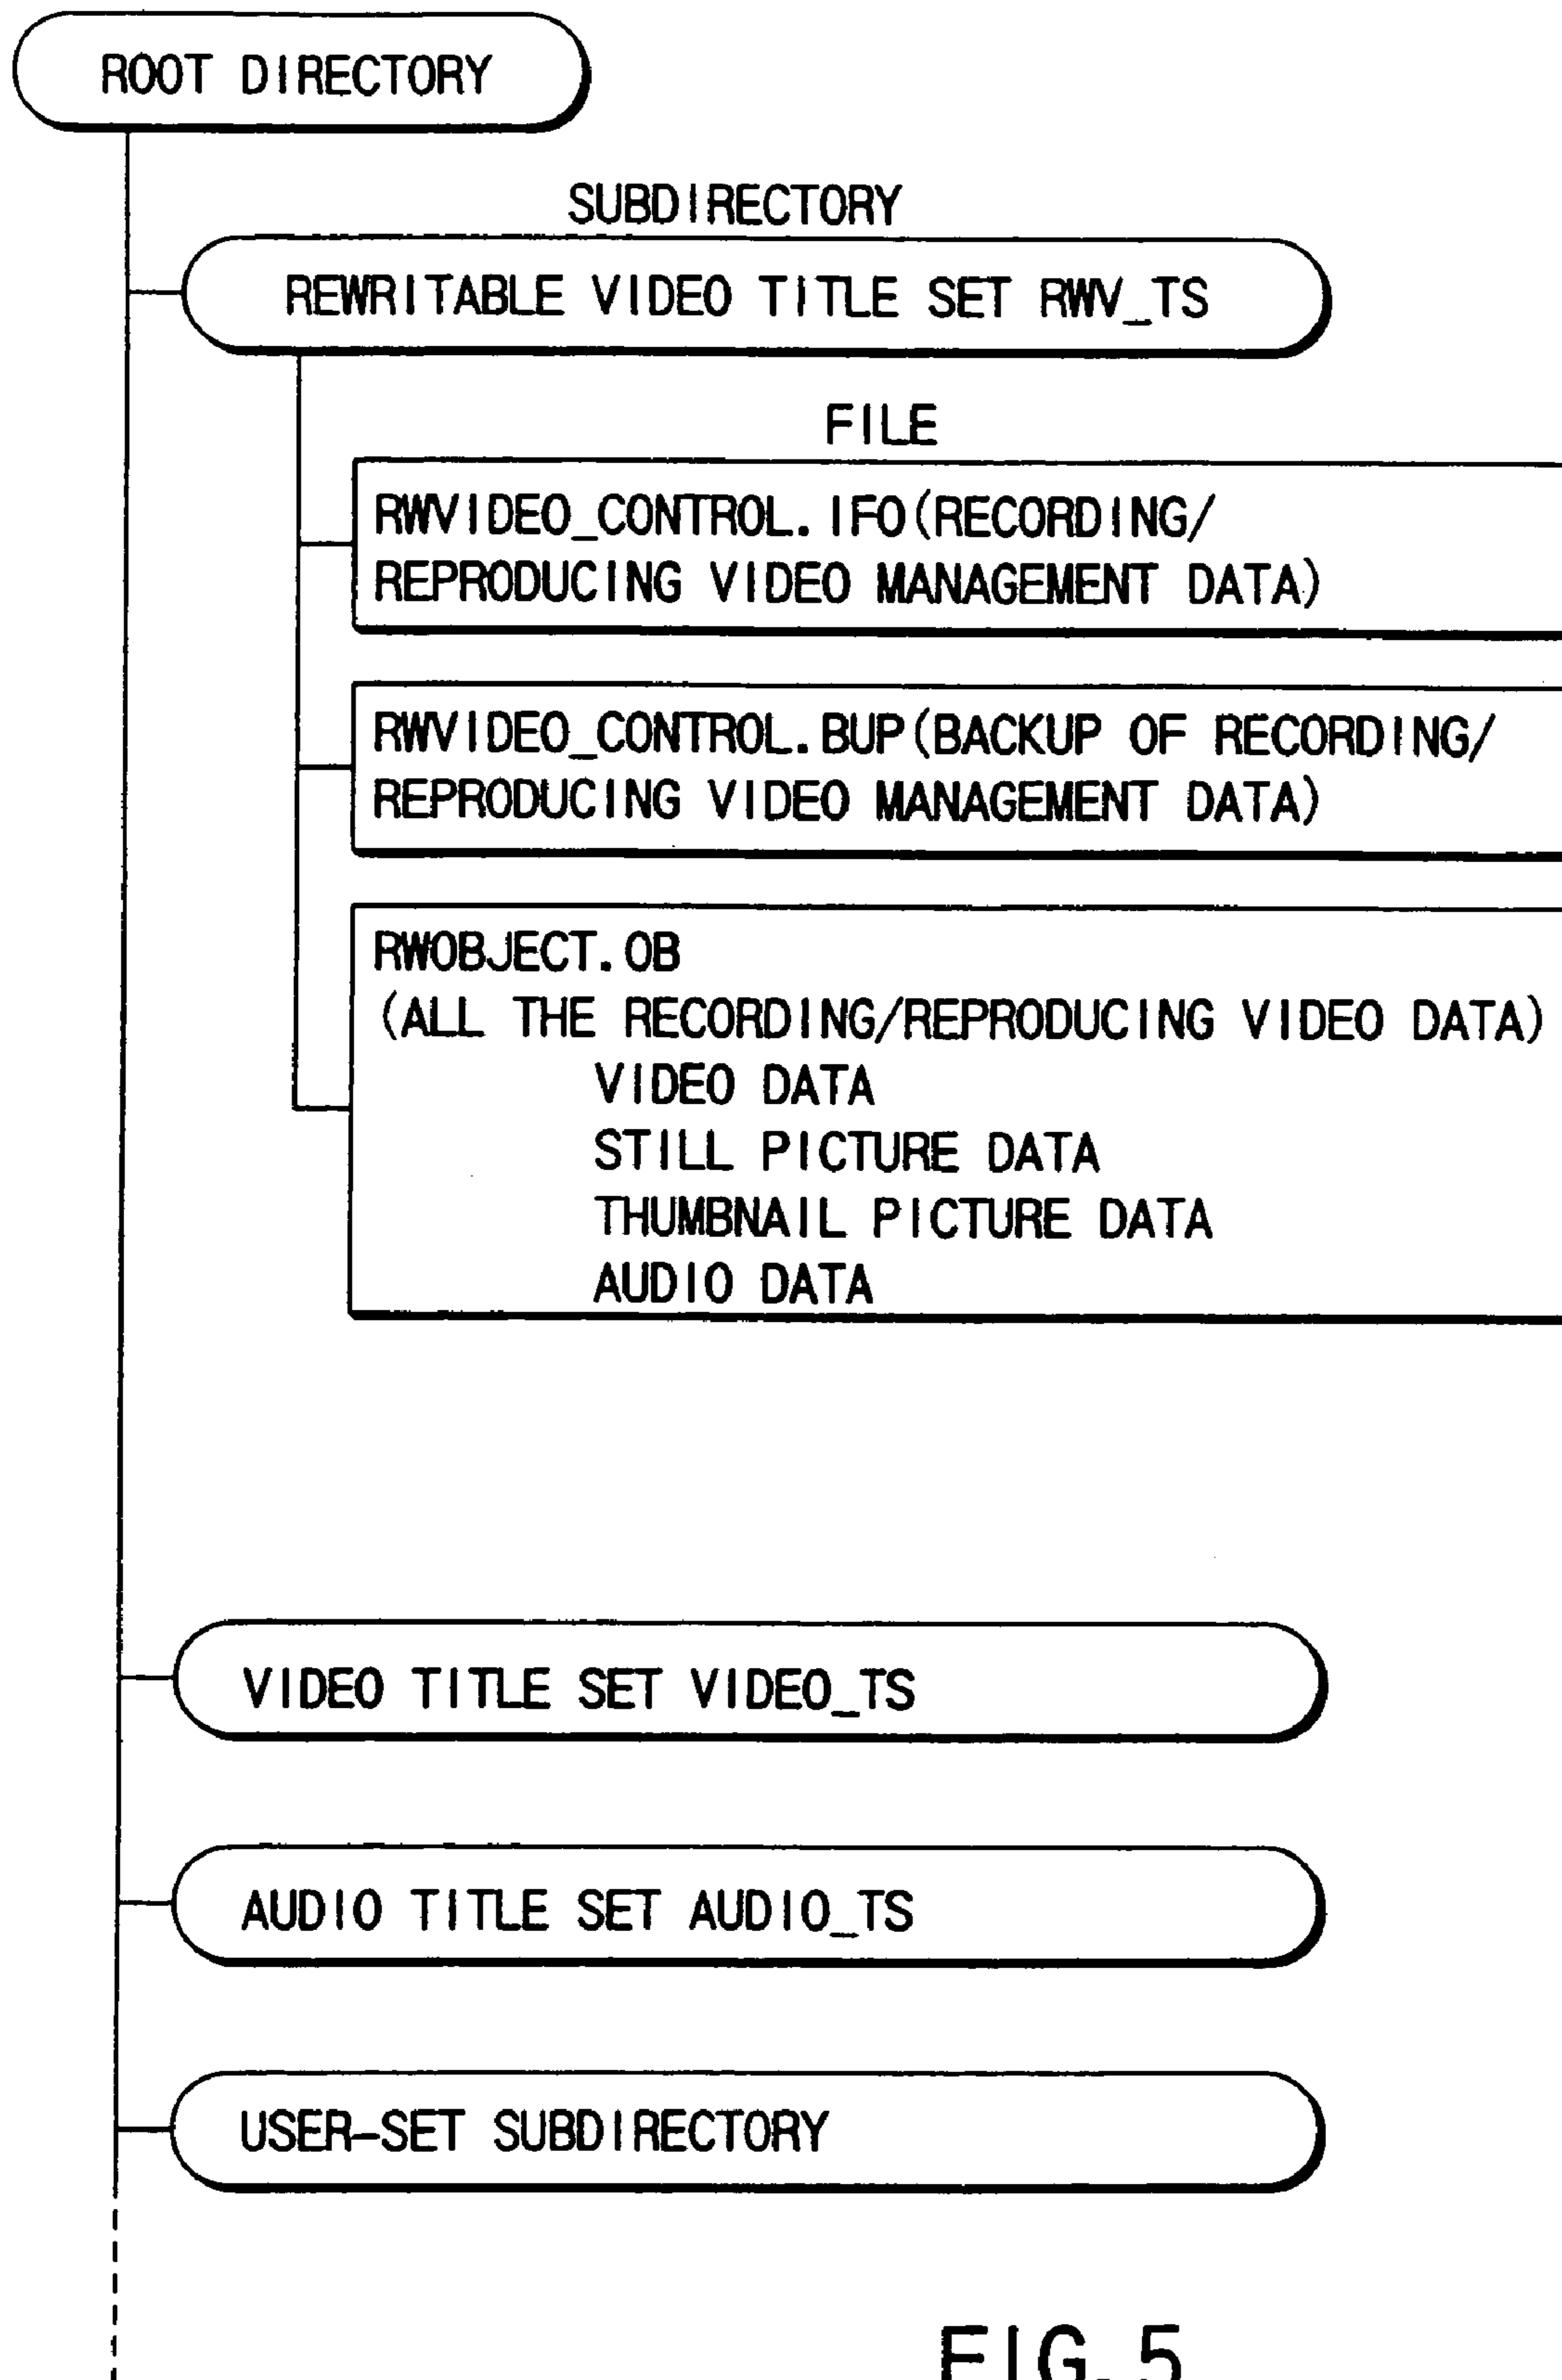 ROOT DIRECTORY
SUBDIRECTORY
REWRITABLE VIDEO TITLE SET RWV_TS
FILE
RWVIDEO_CONTROL.IFO(RECORDING/
REPRODUCING VIDEO MANAGEMENT DATA)
RWVIDEO_CONTROL.BUP(BACKUP OF RECORDING/
REPRODUCING VIDEO MANAGEMENT DATA)
RWOBJECT.OB
(ALL THE RECORDING/REPRODUCING VIDEO DATA)
VIDEO DATA
STILL PICTURE DATA
THUMBNAIL PICTURE DATA
AUDIO DATA
VIDEO TITLE SET VIDEO_TS
AUDIO TITLE SET AUDIO_TS
USER-SET SUBDIRECTORY
FIG.5